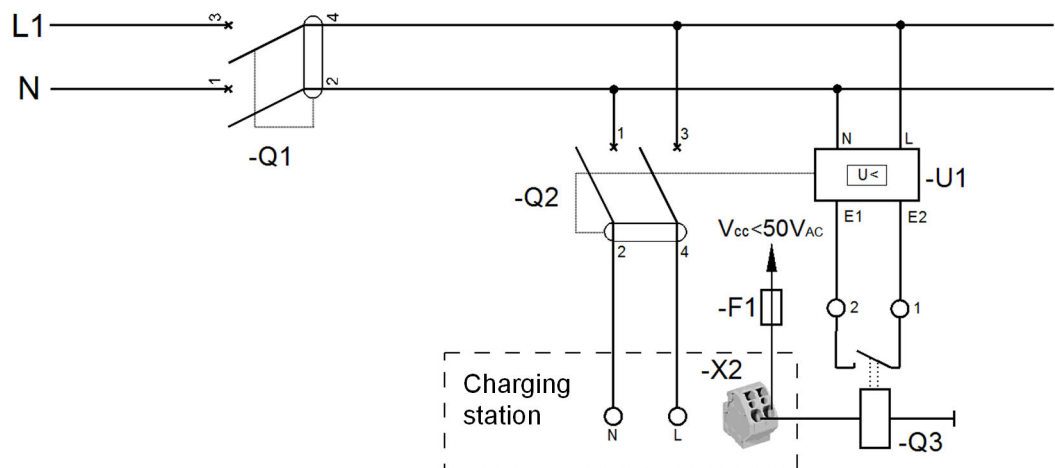 L1
3
4
N
1
2
-Q1
1
3
N
L
U<
-U1
-Q2
E1
E2
2
4
Vcc<50VAC
-F1
2
1
-X2
Charging
station
N
L
-Q3